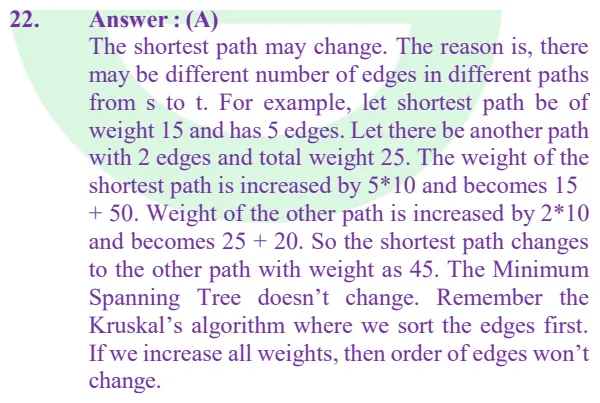 22. Answer : (A)
The shortest path may change. The reason is, there
may be different number of edges in different paths
from s to t. For example, let shortest path be of
weight 15 and has 5 edges. Let there be another path
with 2 edges and total weight 25. The weight of the
shortest path is increased by 5*10 and becomes 15
+ 50. Weight of the other path is increased by 2*10
and becomes 25 + 20. So the shortest path changes
to the other path with weight as 45. The Minimum
Spanning Tree doesn’t change. Remember the
Kruskal’s algorithm where we sort the edges first.
If we increase all weights, then order of edges won’t
change.